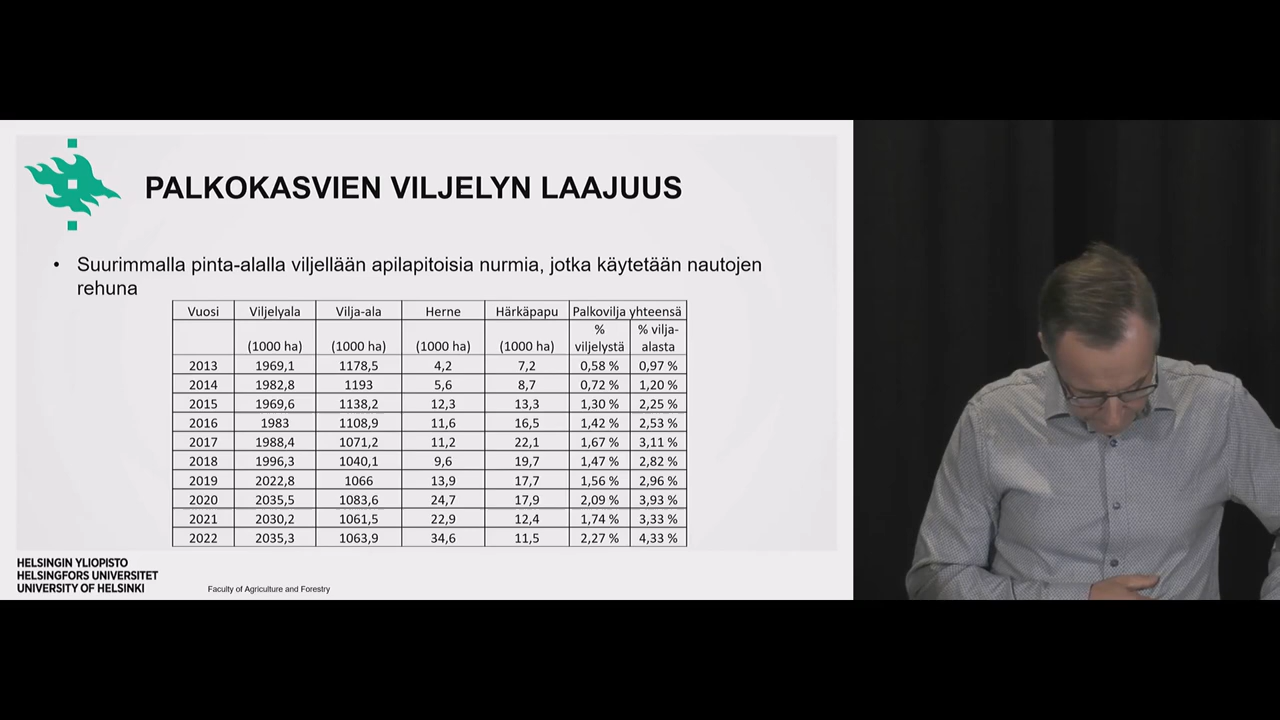 PALKOKASVIEN VILJELYN LAAJUUS
• Suurimmalla pinta-alalla viljellään apilapitoisia nurmia, jotka käytetään nautojen
rehuna
Vuosi Viljelyala Vilja-ala Herne Härkäpapu Palkovilja yhteensä
(1000 ha) (1000 ha) (1000 ha) (1000 ha) % viljelystä % vilja-alasta
2013 1969,1 1178,5 4,2 7,2 0,58 % 0,97 %
2014 1982,8 1193 5,6 8,7 0,72 % 1,20 %
2015 1969,6 1138,2 12,3 13,3 1,30 % 2,25 %
2016 1983 1108,9 11,6 16,5 1,42 % 2,53 %
2017 1988,4 1071,2 11,2 22,1 1,67 % 3,11 %
2018 1996,3 1040,1 9,6 19,7 1,47 % 2,82 %
2019 2022,8 1066 13,9 17,7 1,56 % 2,96 %
2020 2035,5 1083,6 24,7 17,9 2,09 % 3,93 %
2021 2030,2 1061,5 22,9 12,4 1,74 % 3,33 %
2022 2035,3 1063,9 34,6 11,5 2,27 % 4,33 %
HELSINGIN YLIOPISTO
HELSINGFORS UNIVERSITET
UNIVERSITY OF HELSINKI
Faculty of Agriculture and Forestry